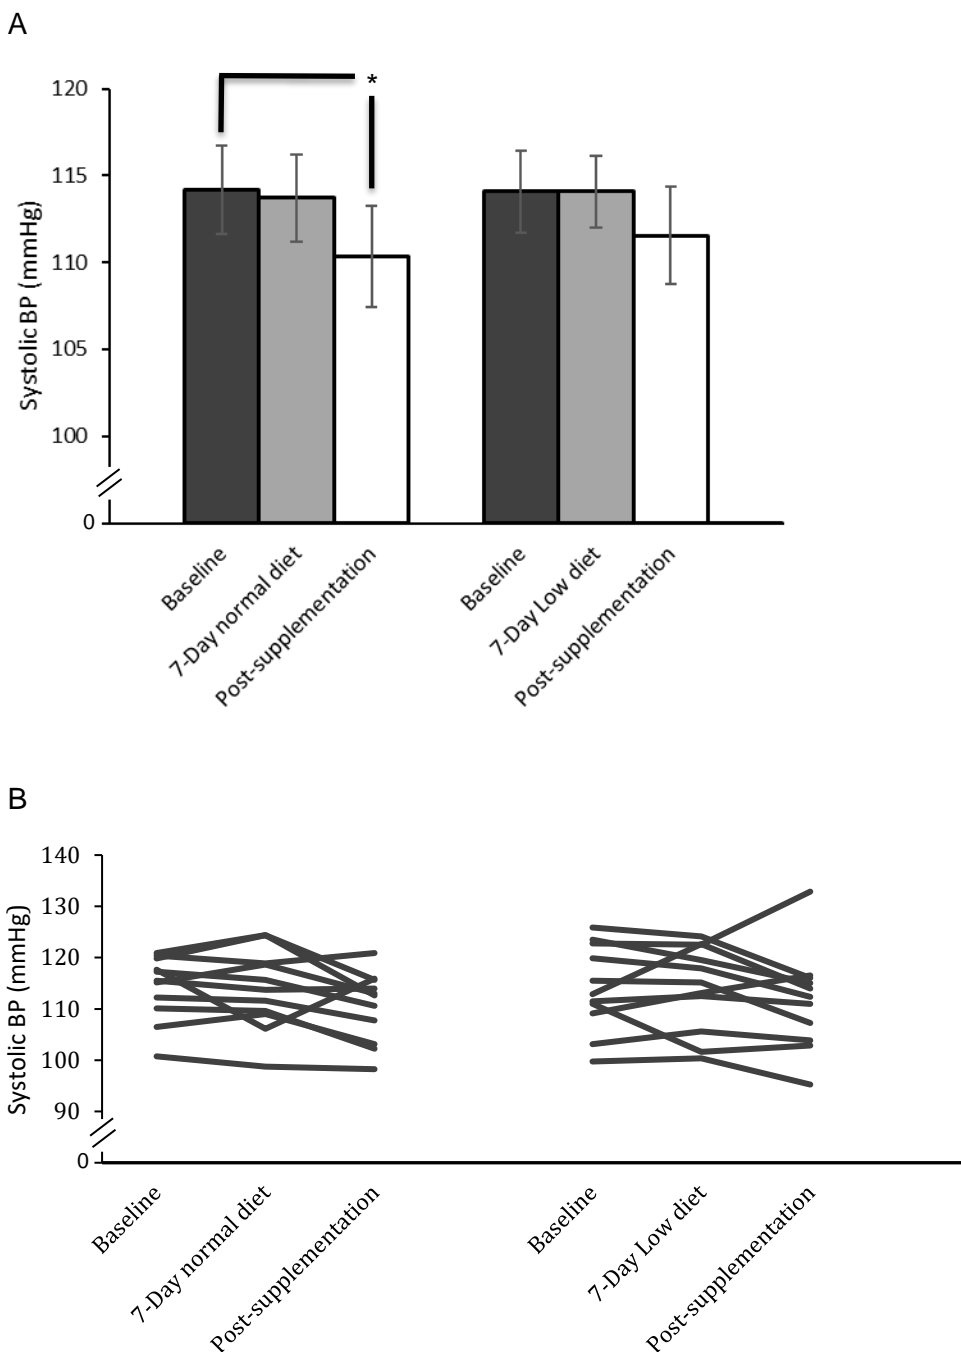 A
*
120
115
110
105
100
0
Systolic BP (mmHg)
Baseline
7-Day normal diet
Post-supplementation
Baseline
7-Day Low diet
Post-supplementation
B
140
130
120
110
100
90
0
Systolic BP (mmHg)
Baseline
7-Day normal diet
Post-supplementation
Baseline
7-Day Low diet
Post-supplementation